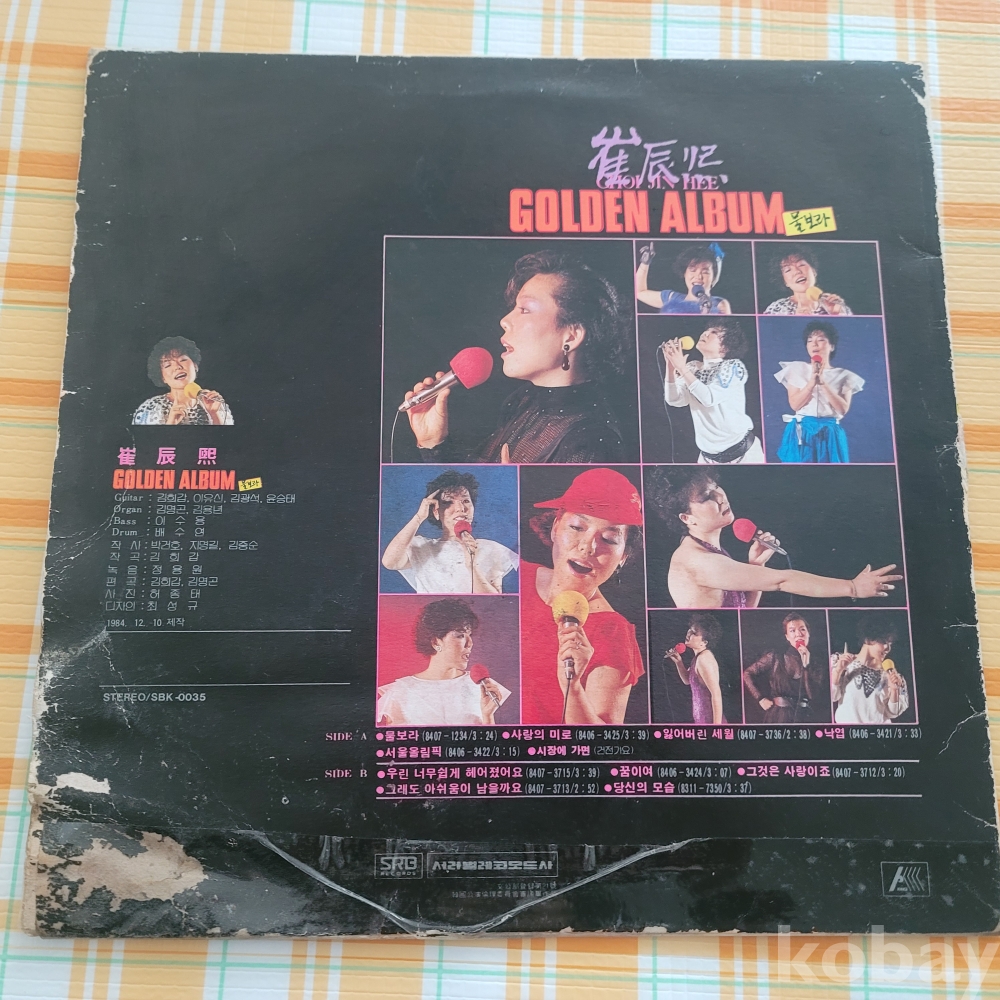 崔辰熙
CHOI JIN HEE
GOLDEN ALBUM 물보라
崔辰熙
GOLDEN ALBUM 물보라
Guitar : 김희갑, 이유신, 김광석, 윤승태
Organ : 김명곤, 김용년
Bass : 이수용
Drum : 배수연
작사 : 박건호, 지명길, 김중순
작곡 : 김희갑
녹음 : 정용원
편곡 : 김희갑, 김명곤
사진 : 허종태
디자인 : 최성규
1984. 12. 10 제작
STEREO/SBK-0035
SIDE A ●물보라 (8407-1234/3:24) ●사랑의 미로 (8406-3425/3:39) ●잃어버린 세월 (8407-3736/2:38) ●낙엽 (8406-3421/3:33)
●서울올림픽 (8406-3422/3:15) ●시장에 가면 (건전가요)
SIDE B ●우린 너무쉽게 헤어졌어요 (8407-3715/3:39) ●꿈이여 (8406-3424/3:07) ●그것은 사랑이죠 (8407-3712/3:20)
●그래도 아쉬움이 남을까요 (8407-3713/2:52) ●당신의 모습 (8311-7350/3:37)
SRB RECORDS 서라벌레코오드사
kobay